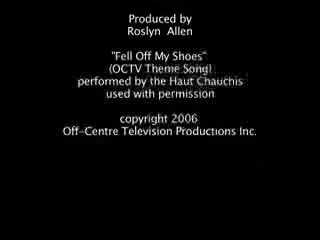 Produced by
Roslyn Allen
"Fell Off My Shoes"
(OCTV Theme Song)
performed by the Haut Chauchis
used with permission
copyright 2006
Off-Centre Television Productions Inc.